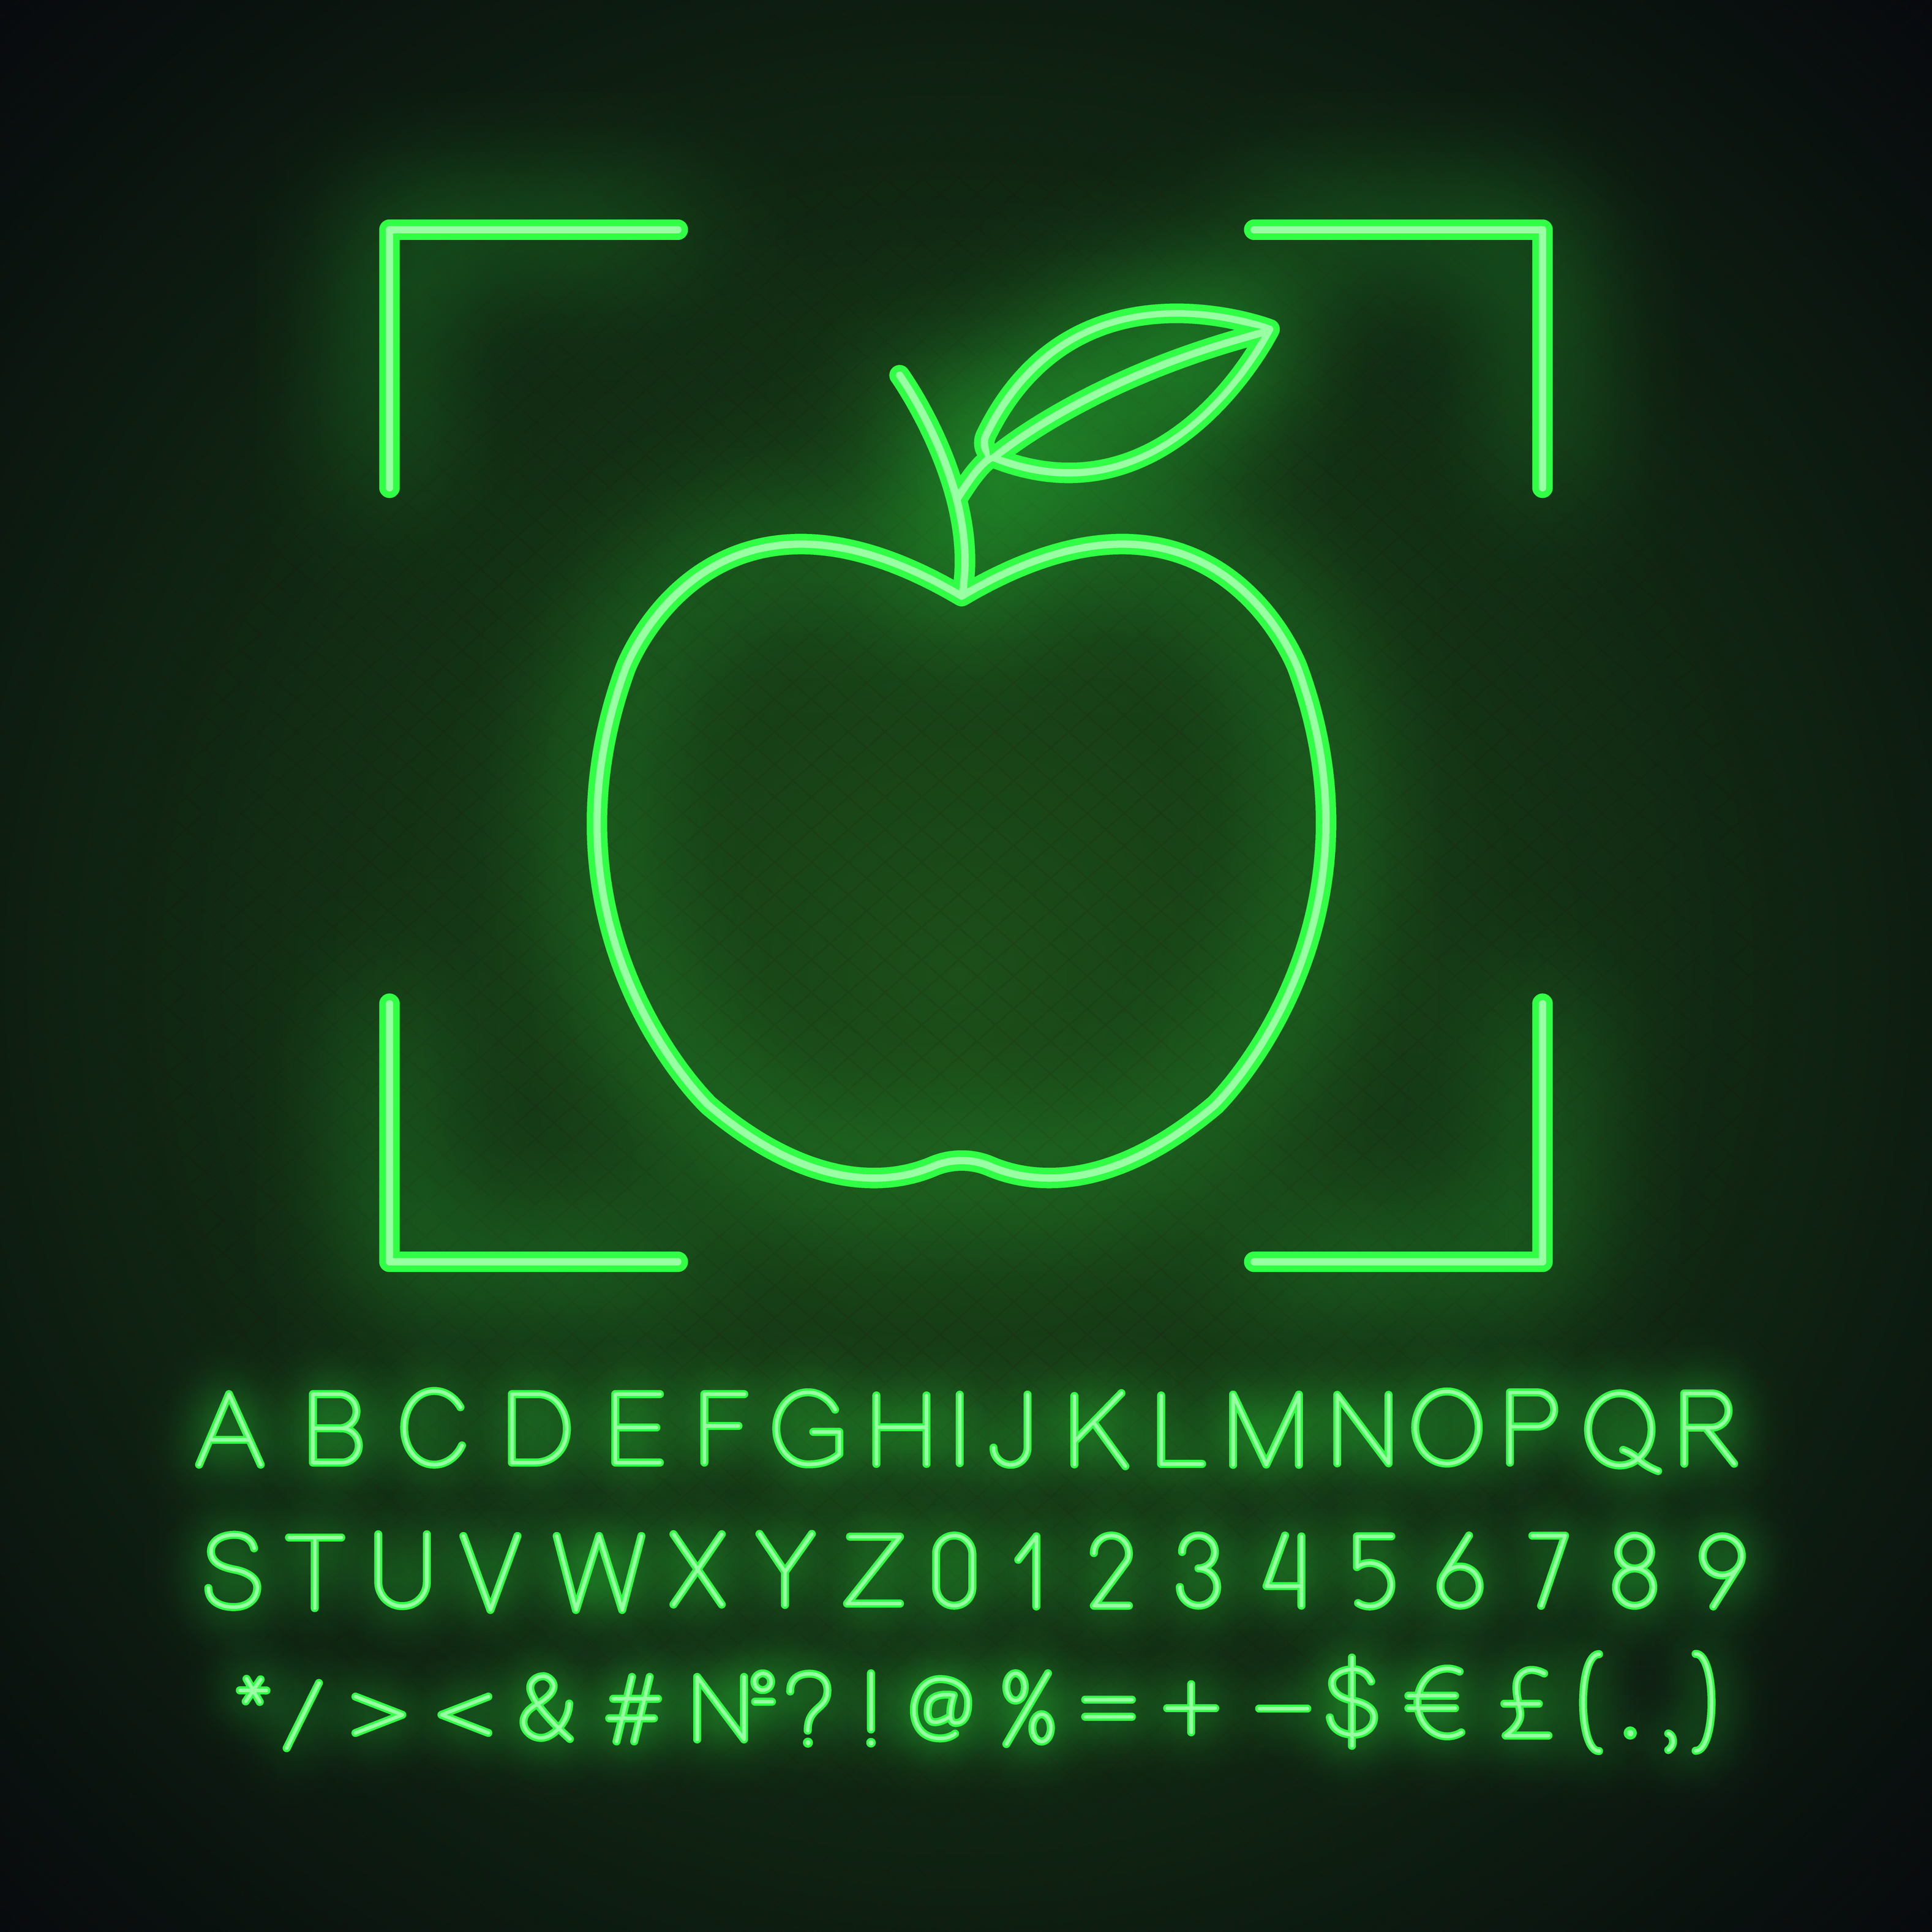 A B C D E F G H I J K L M N O P Q R
S T U V W X Y Z 0 1 2 3 4 5 6 7 8 9
* / > < & # № ? ! @ % = + - $ € £ ( . , )